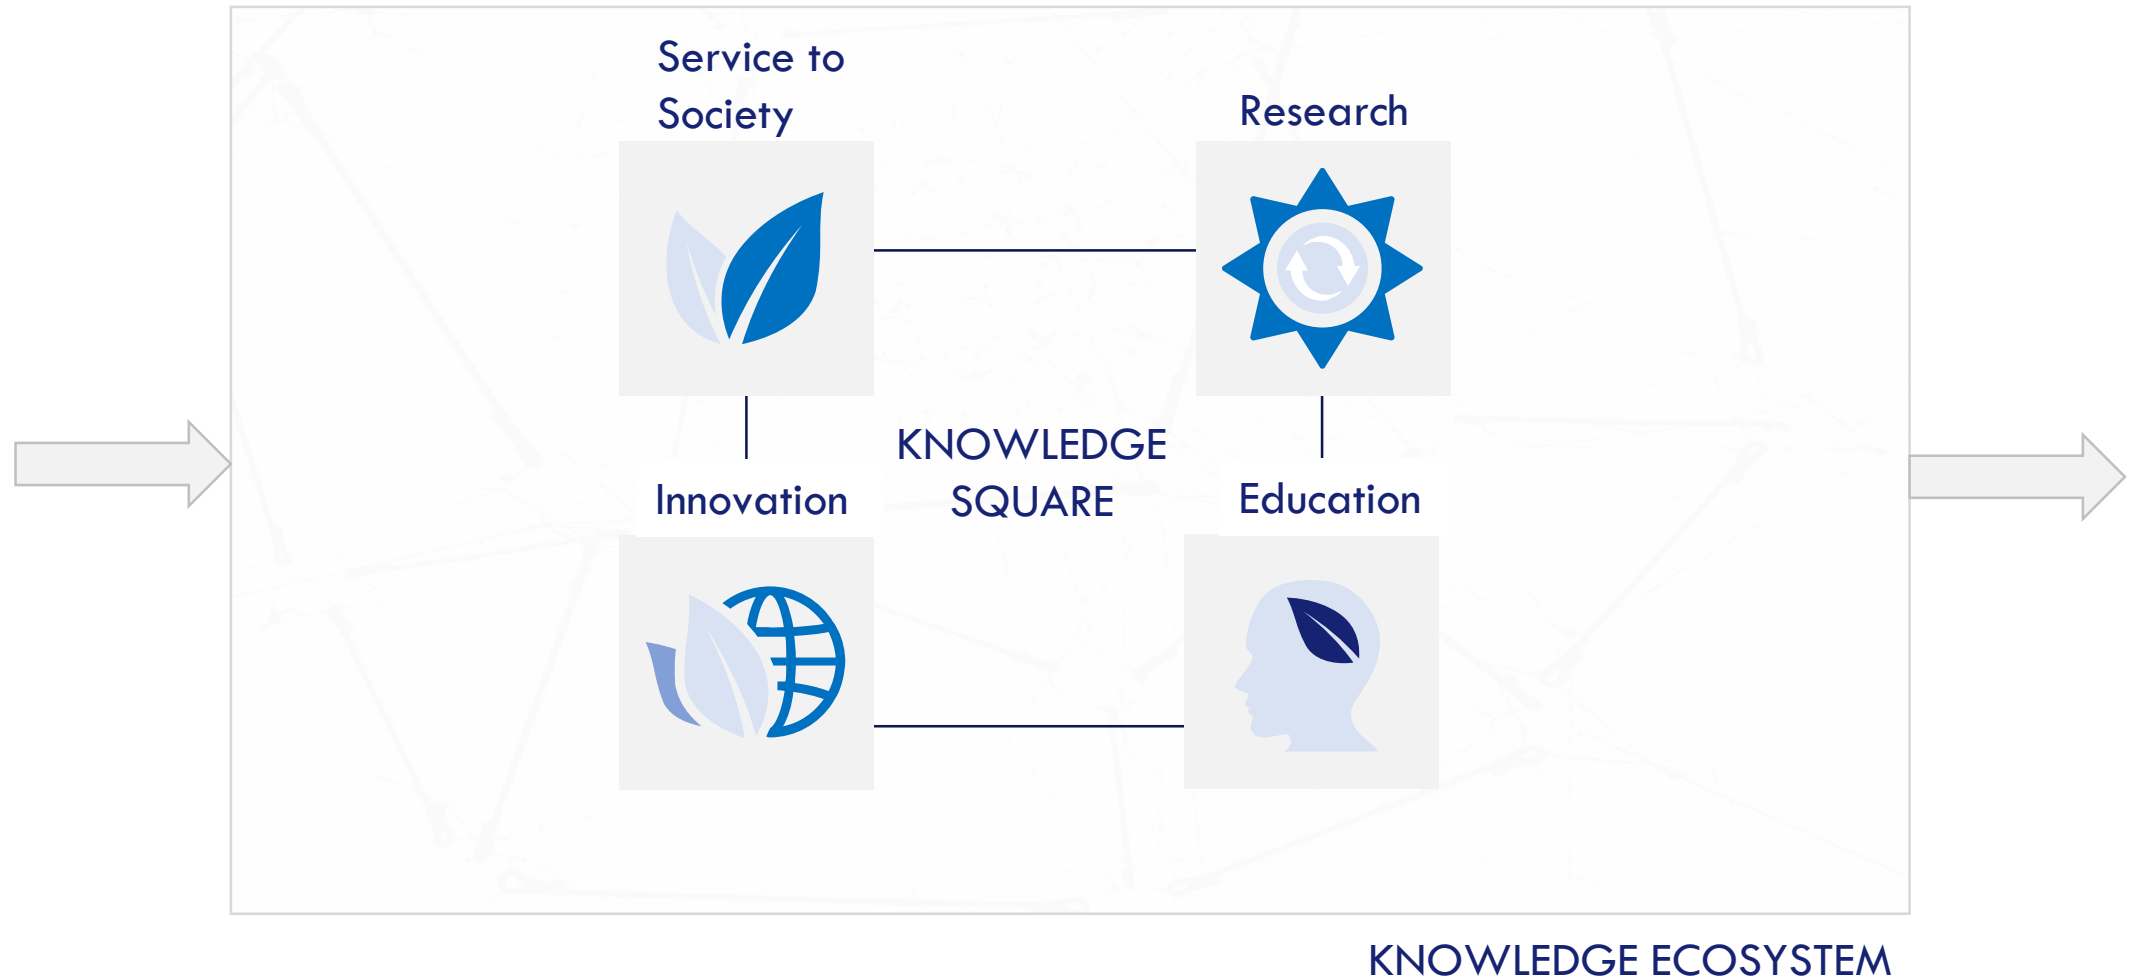 Service to
Society
Research
KNOWLEDGE
SQUARE
Innovation
Education
KNOWLEDGE ECOSYSTEM